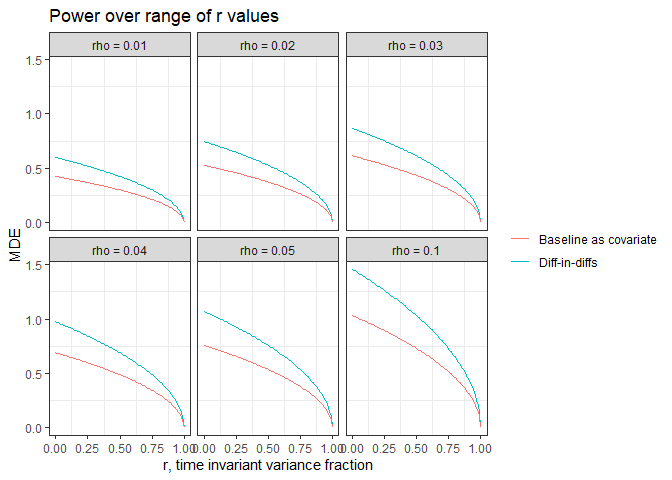 Power over range of r values
rho = 0.01
rho = 0.02
rho = 0.03
1.5
1.0
0.5
0.0
rho = 0.04
rho = 0.05
rho = 0.1
1.5
1.0
0.5
0.0
MDE
0.00 0.25 0.50 0.75 1.00
0.00 0.25 0.50 0.75 1.00
0.00 0.25 0.50 0.75 1.00
r, time invariant variance fraction
Baseline as covariate
Diff-in-diffs